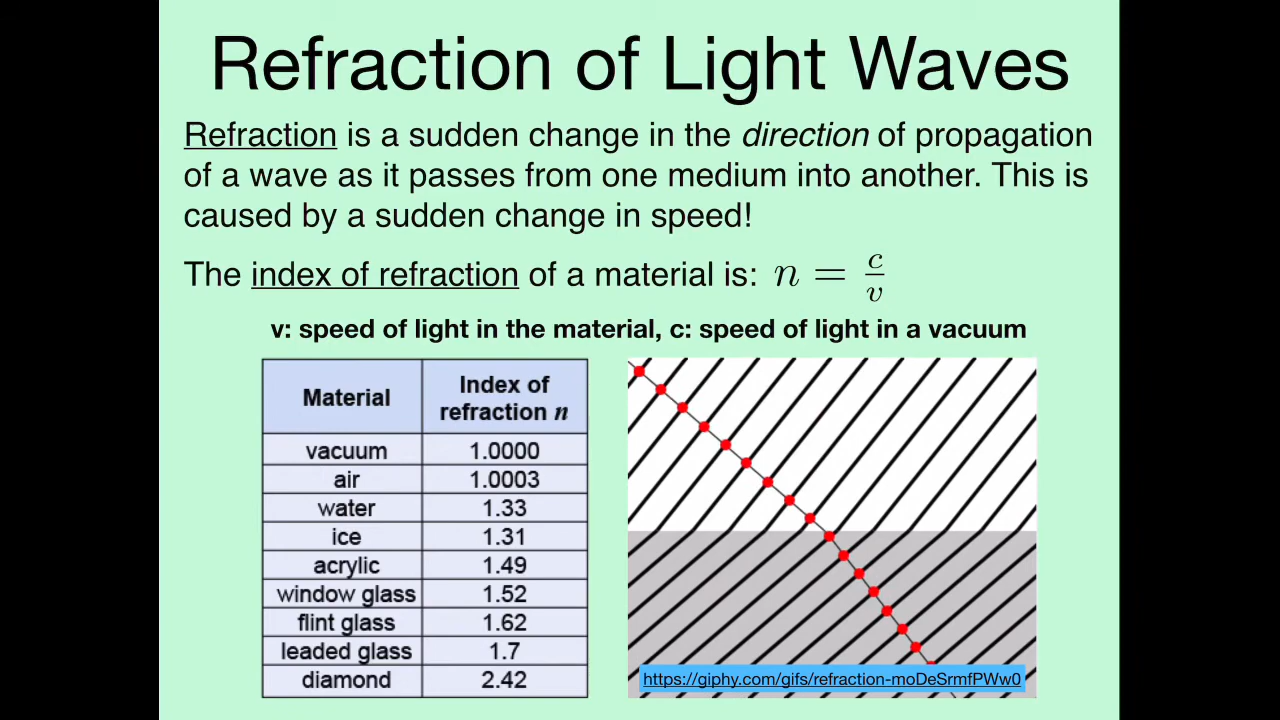 Refraction of Light Waves
Refraction is a sudden change in the direction of propagation
of a wave as it passes from one medium into another. This is
caused by a sudden change in speed!
The index of refraction of a material is: n = c/v
v: speed of light in the material, c: speed of light in a vacuum
Material Index of refraction n
vacuum 1.0000
air 1.0003
water 1.33
ice 1.31
acrylic 1.49
window glass 1.52
flint glass 1.62
leaded glass 1.7
diamond 2.42
https://giphy.com/gifs/refraction-moDeSrmfPWw0